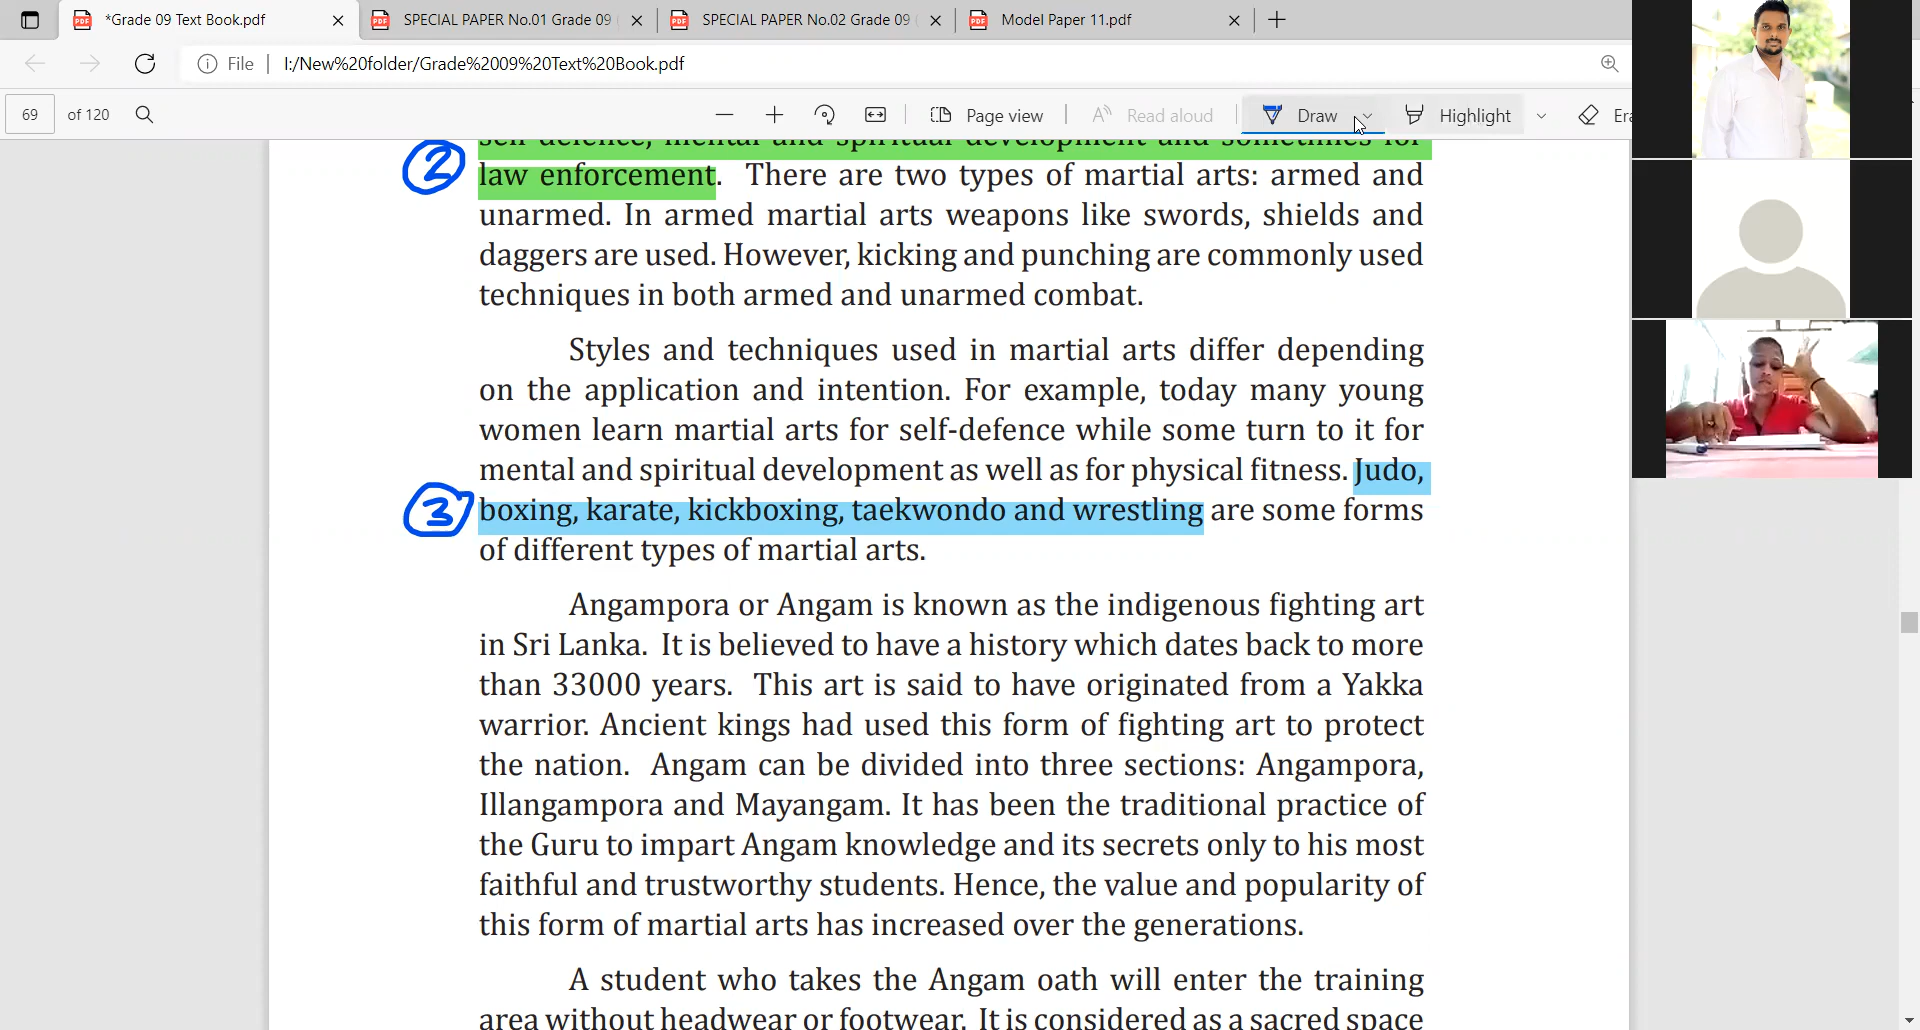 *Grade 09 Text Book.pdf
SPECIAL PAPER No.01 Grade 09
SPECIAL PAPER No.02 Grade 09
Model Paper 11.pdf
File I:/New%20folder/Grade%2009%20Text%20Book.pdf
69 of 120 Page view Read aloud Draw Highlight
self defence, mental and spiritual development and sometimes for
2 law enforcement. There are two types of martial arts: armed and
unarmed. In armed martial arts weapons like swords, shields and
daggers are used. However, kicking and punching are commonly used
techniques in both armed and unarmed combat.
Styles and techniques used in martial arts differ depending
on the application and intention. For example, today many young
women learn martial arts for self-defence while some turn to it for
mental and spiritual development as well as for physical fitness. Judo,
3 boxing, karate, kickboxing, taekwondo and wrestling are some forms
of different types of martial arts.
Angampora or Angam is known as the indigenous fighting art
in Sri Lanka. It is believed to have a history which dates back to more
than 33000 years. This art is said to have originated from a Yakka
warrior. Ancient kings had used this form of fighting art to protect
the nation. Angam can be divided into three sections: Angampora,
Illangampora and Mayangam. It has been the traditional practice of
the Guru to impart Angam knowledge and its secrets only to his most
faithful and trustworthy students. Hence, the value and popularity of
this form of martial arts has increased over the generations.
A student who takes the Angam oath will enter the training
area without headwear or footwear. It is considered as a sacred space